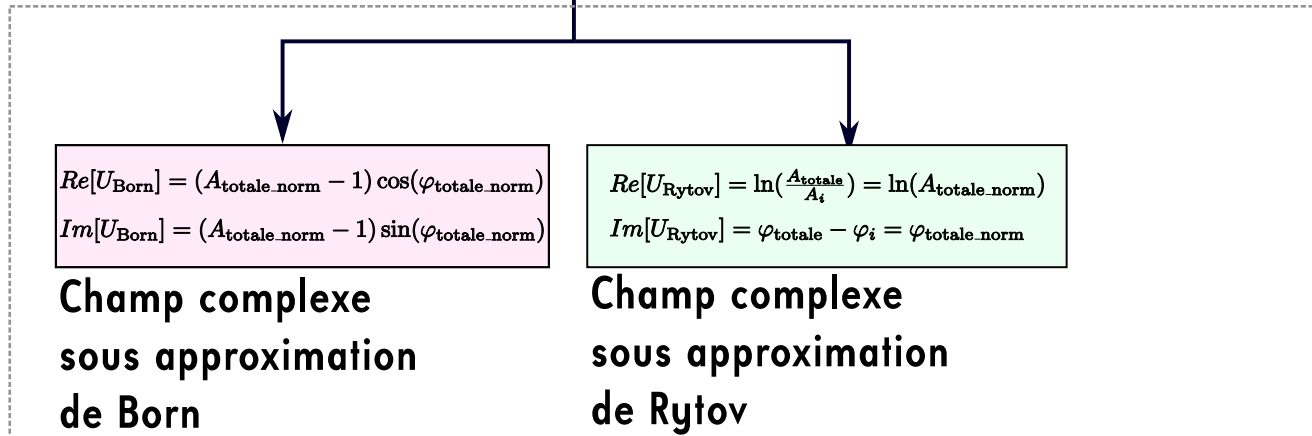 Re[U_Born] = (A_totale_norm − 1) cos(φ_totale_norm)
Im[U_Born] = (A_totale_norm − 1) sin(φ_totale_norm)
Champ complexe
sous approximation
de Born
Re[U_Rytov] = ln(A_totale/A_i) = ln(A_totale_norm)
Im[U_Rytov] = φ_totale − φ_i = φ_totale_norm
Champ complexe
sous approximation
de Rytov